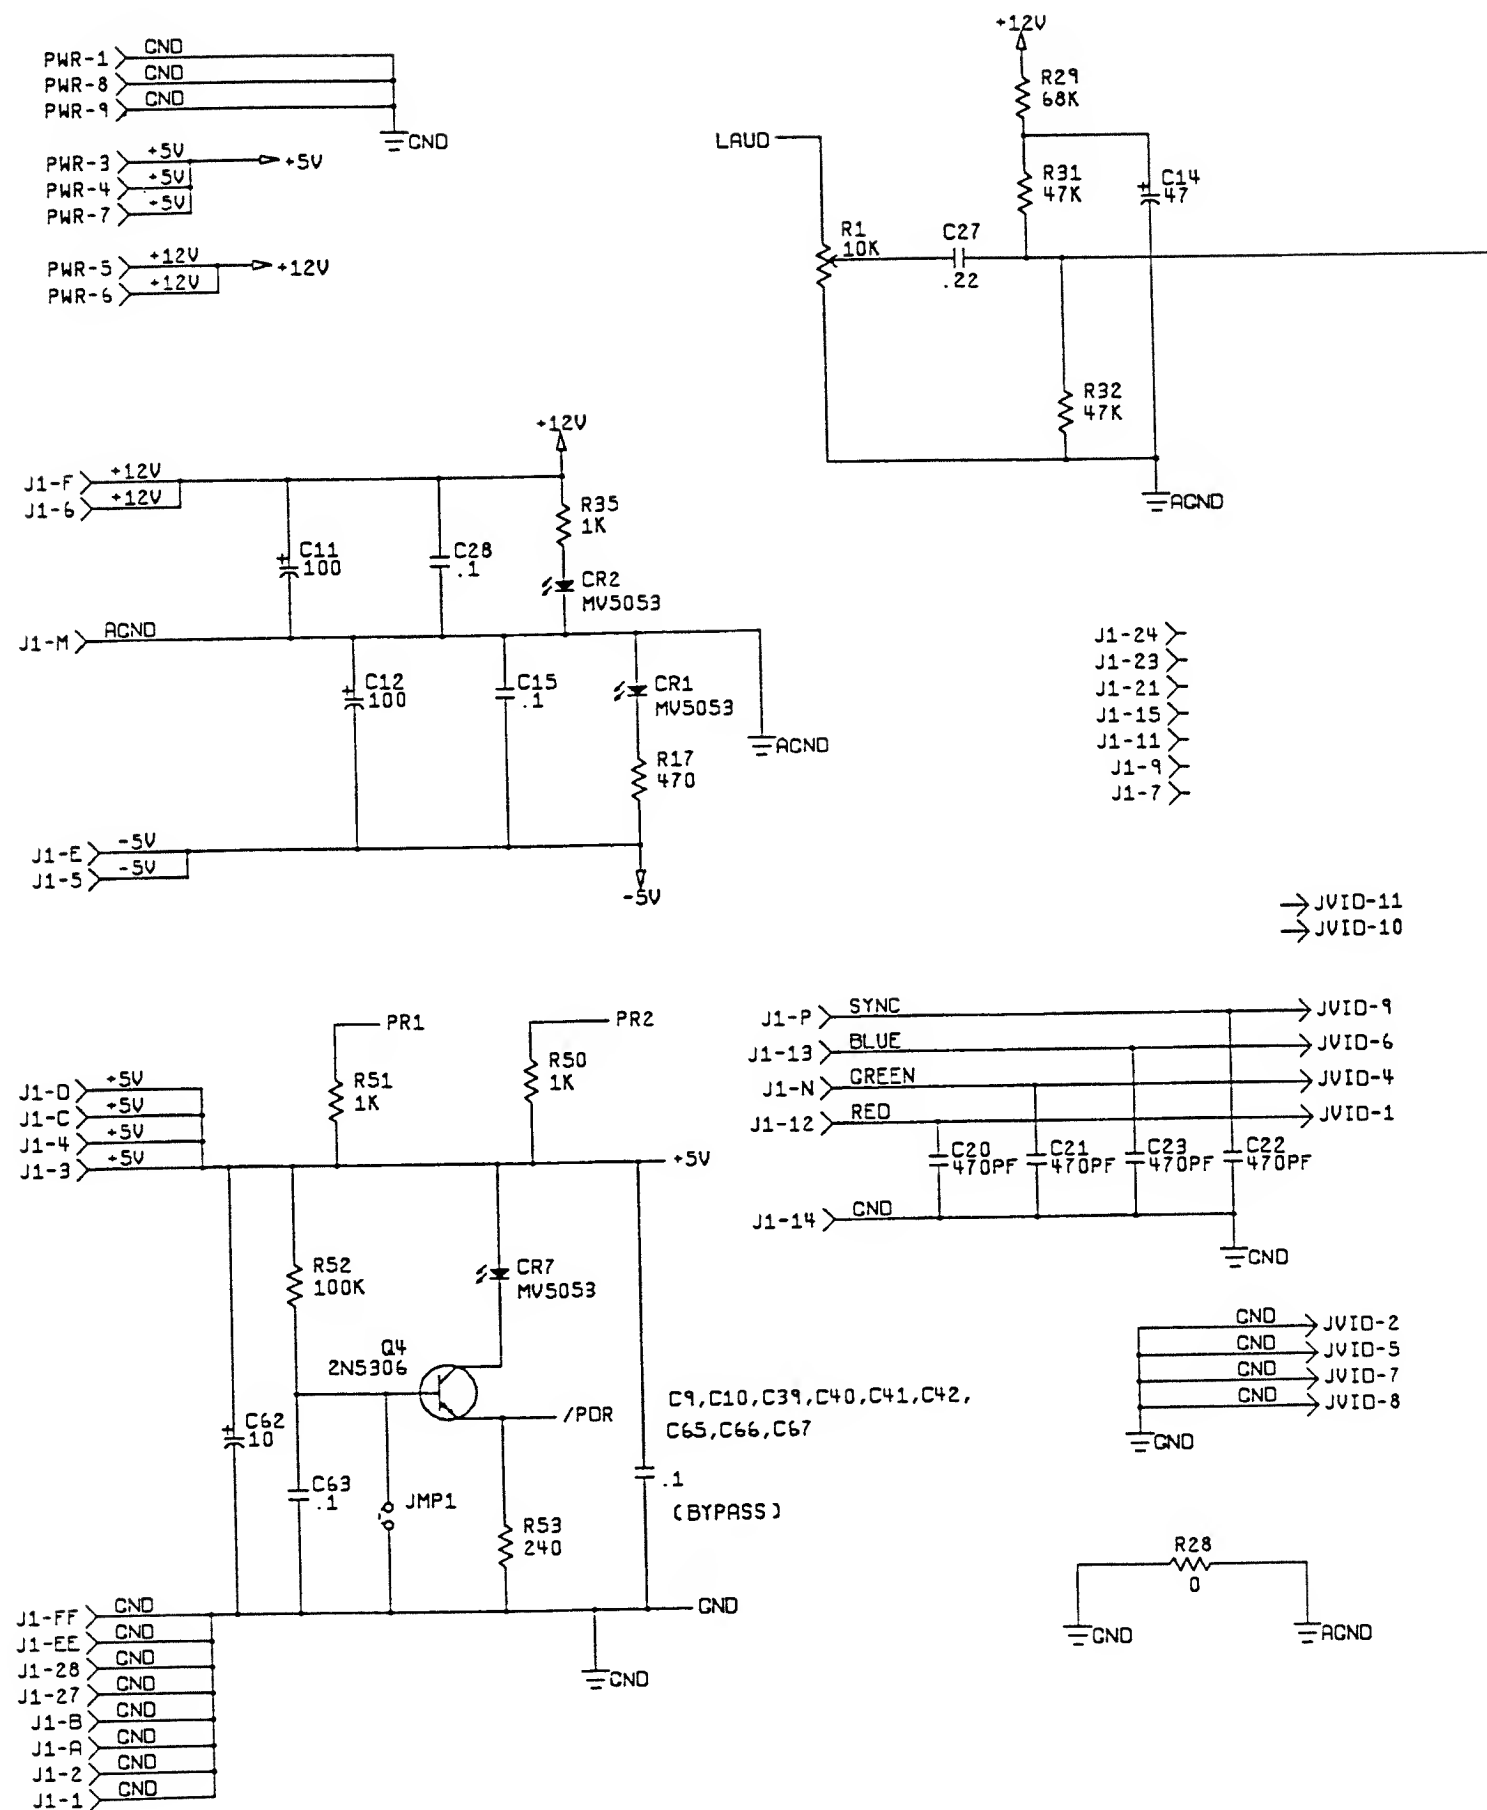 PWR-1 GND
PWR-8 GND
PWR-9 GND
GND
PWR-3 +5V
+5V
PWR-4 +5V
PWR-7 +5V
PWR-5 +12V
+12V
PWR-6 +12V
+12V
R29
68K
LAUD
R31
47K
C14
47
R1
10K
C27
.22
R32
47K
AGND
+12V
J1-F +12V
J1-6 +12V
R35
1K
C11
100
C28
.1
CR2
MV5053
J1-M AGND
C12
100
C15
.1
CR1
MV5053
AGND
R17
470
J1-E -5V
J1-5 -5V
-5V
J1-24
J1-23
J1-21
J1-15
J1-11
J1-9
J1-7
JVID-11
JVID-10
PR1
PR2
R51
1K
R50
1K
J1-D +5V
J1-C +5V
J1-4 +5V
J1-3 +5V
+5V
J1-P SYNC JVID-9
J1-13 BLUE JVID-6
J1-N GREEN JVID-4
J1-12 RED JVID-1
C20
470PF
C21
470PF
C23
470PF
C22
470PF
J1-14 GND
GND
R52
100K
CR7
MV5053
Q4
2N5306
/POR
C62
10
C63
.1
JMP1
R53
240
C9,C10,C39,C40,C41,C42,
C65,C66,C67
.1
(BYPASS)
GND JVID-2
GND JVID-5
GND JVID-7
GND JVID-8
GND
R28
0
GND
AGND
J1-FF GND
GND
J1-EE GND
J1-28 GND
GND
J1-27 GND
J1-B GND
J1-A GND
J1-2 GND
J1-1 GND